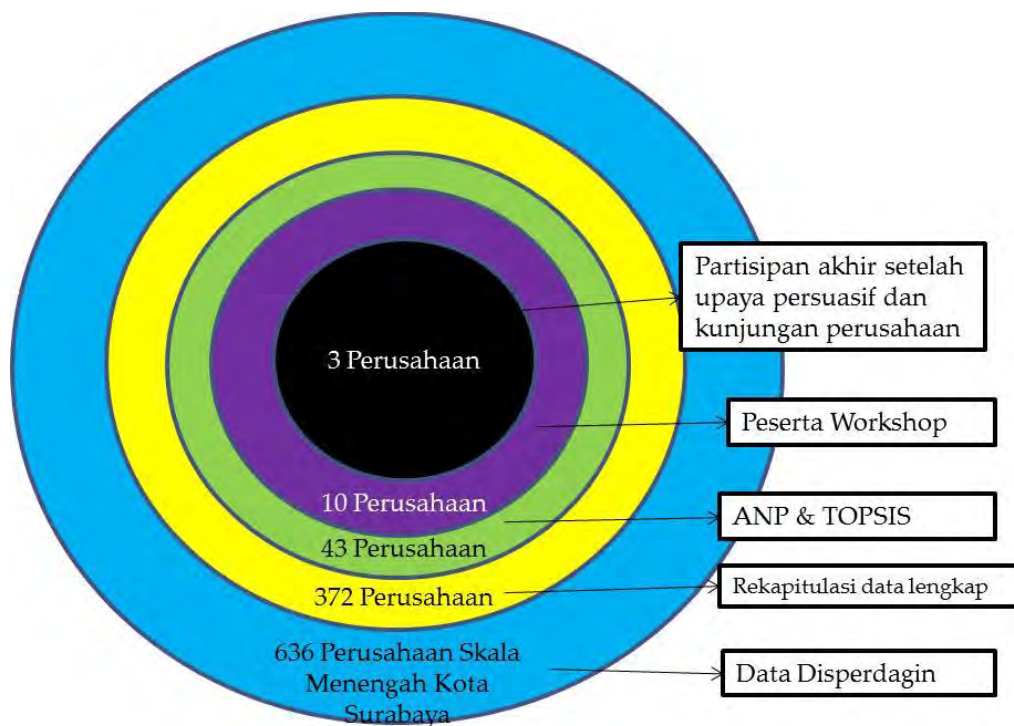 Partisipan akhir setelah
upaya persuasif dan
kunjungan perusahaan
3 Perusahaan
Peserta Workshop
10 Perusahaan
ANP & TOPSIS
43 Perusahaan
Rekapitulasi data lengkap
372 Perusahaan
636 Perusahaan Skala
Menengah Kota
Surabaya
Data Disperdagin